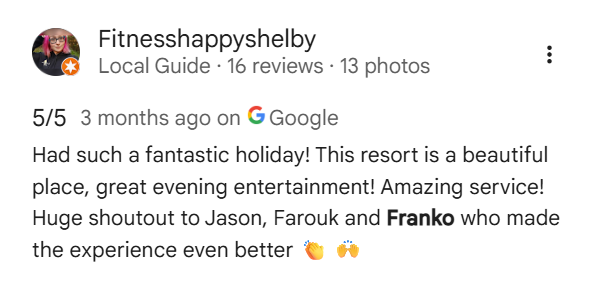 Fitnesshappyshelby
Local Guide · 16 reviews · 13 photos
5/5 3 months ago on Google
Had such a fantastic holiday! This resort is a beautiful
place, great evening entertainment! Amazing service!
Huge shoutout to Jason, Farouk and Franko who made
the experience even better 👏 🙌